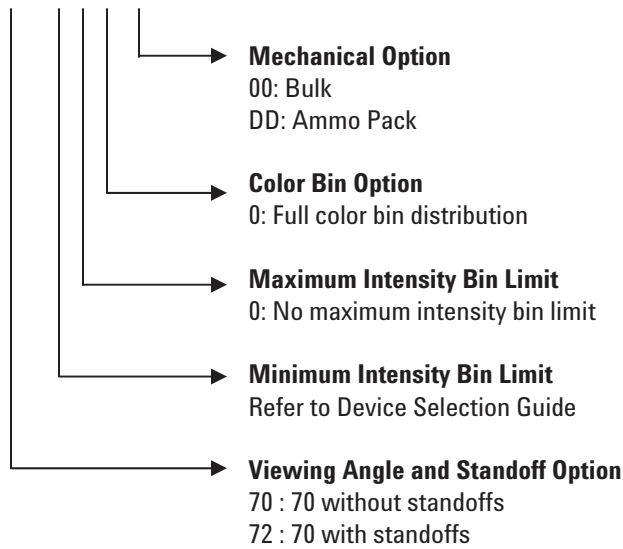 Mechanical Option
00: Bulk
DD: Ammo Pack
Color Bin Option
0: Full color bin distribution
Maximum Intensity Bin Limit
0: No maximum intensity bin limit
Minimum Intensity Bin Limit
Refer to Device Selection Guide
Viewing Angle and Standoff Option
70 : 70 without standoffs
72 : 70 with standoffs